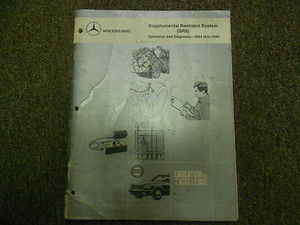 MERCEDES-BENZ
Supplemental Restraint System
(SRS)
Operation and Diagnosis—1984 thru 1989
EDUCATION
EXCELLENCE